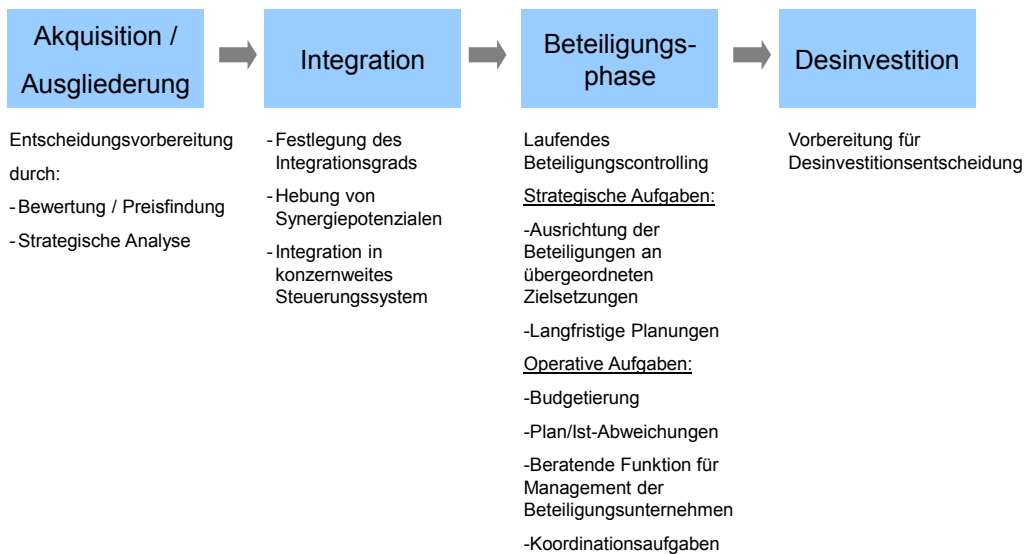 Akquisition /
Ausgliederung
Integration
Beteiligungs-
phase
Desinvestition
Entscheidungsvorbereitung
durch:
- Bewertung / Preisfindung
- Strategische Analyse
- Festlegung des
Integrationsgrads
- Hebung von
Synergiepotenzialen
- Integration in
konzernweites
Steuerungssystem
Laufendes
Beteiligungscontrolling
Strategische Aufgaben:
-Ausrichtung der
Beteiligungen an
übergeordneten
Zielsetzungen
-Langfristige Planungen
Operative Aufgaben:
-Budgetierung
-Plan/Ist-Abweichungen
-Beratende Funktion für
Management der
Beteiligungsunternehmen
-Koordinationsaufgaben
Vorbereitung für
Desinvestitionsentscheidung